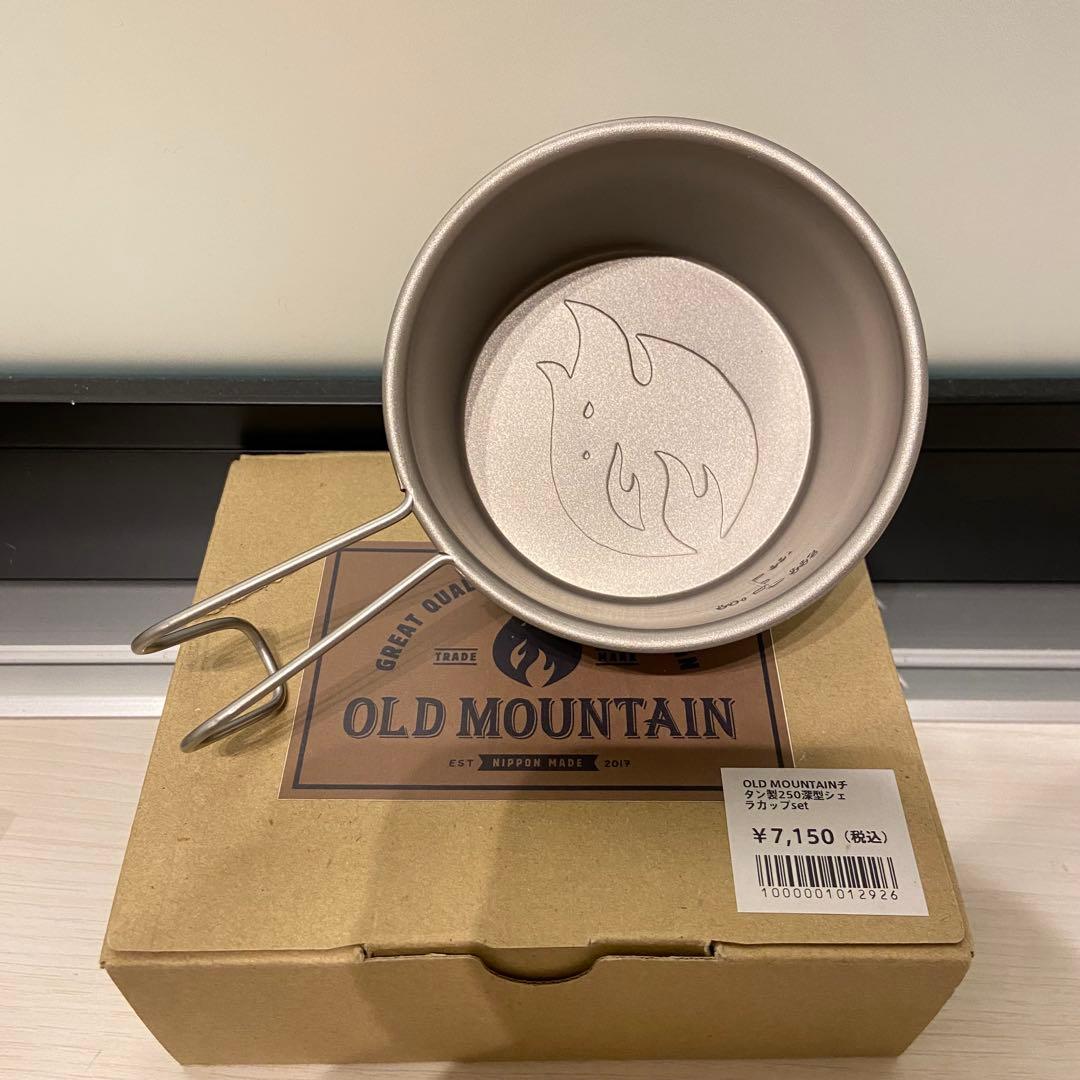 GREAT QUAL
TRADE MARK
OLD MOUNTAIN
EST NIPPON MADE 2017
OLD MOUNTAINチ
タン製250深型シェ
ラカップset
￥7,150（税込）
1000001012926